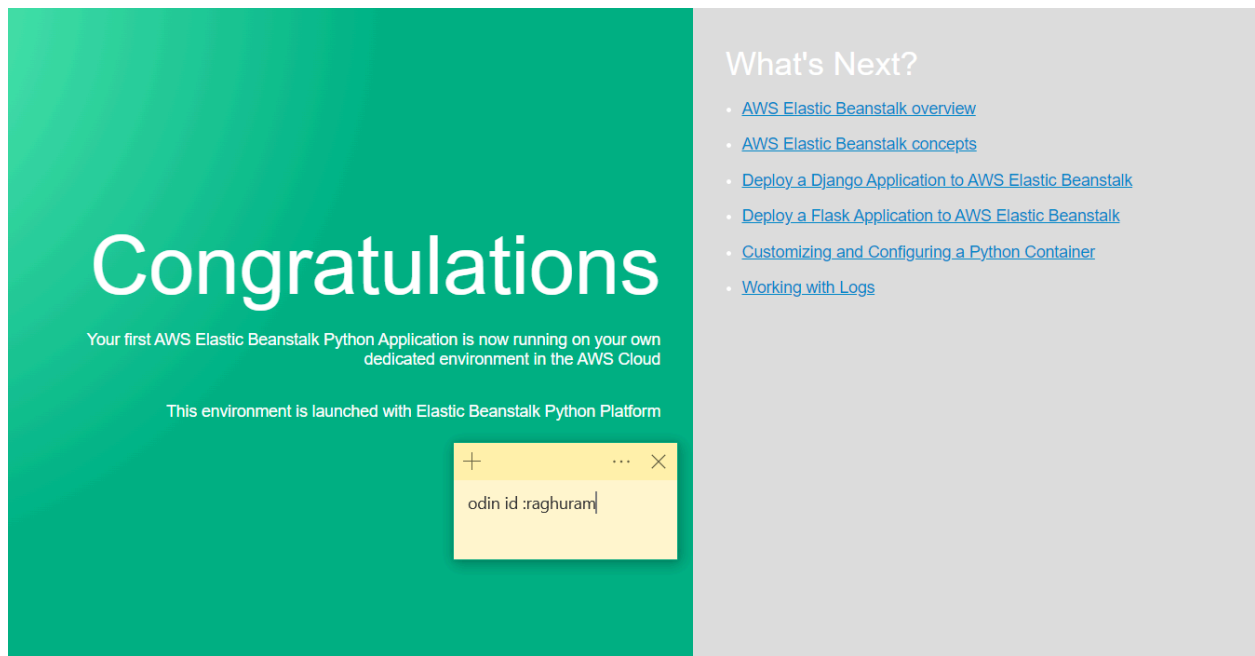 Congratulations
Your first AWS Elastic Beanstalk Python Application is now running on your own
dedicated environment in the AWS Cloud
This environment is launched with Elastic Beanstalk Python Platform
odin id :raghuram
What's Next?
AWS Elastic Beanstalk overview
AWS Elastic Beanstalk concepts
Deploy a Django Application to AWS Elastic Beanstalk
Deploy a Flask Application to AWS Elastic Beanstalk
Customizing and Configuring a Python Container
Working with Logs